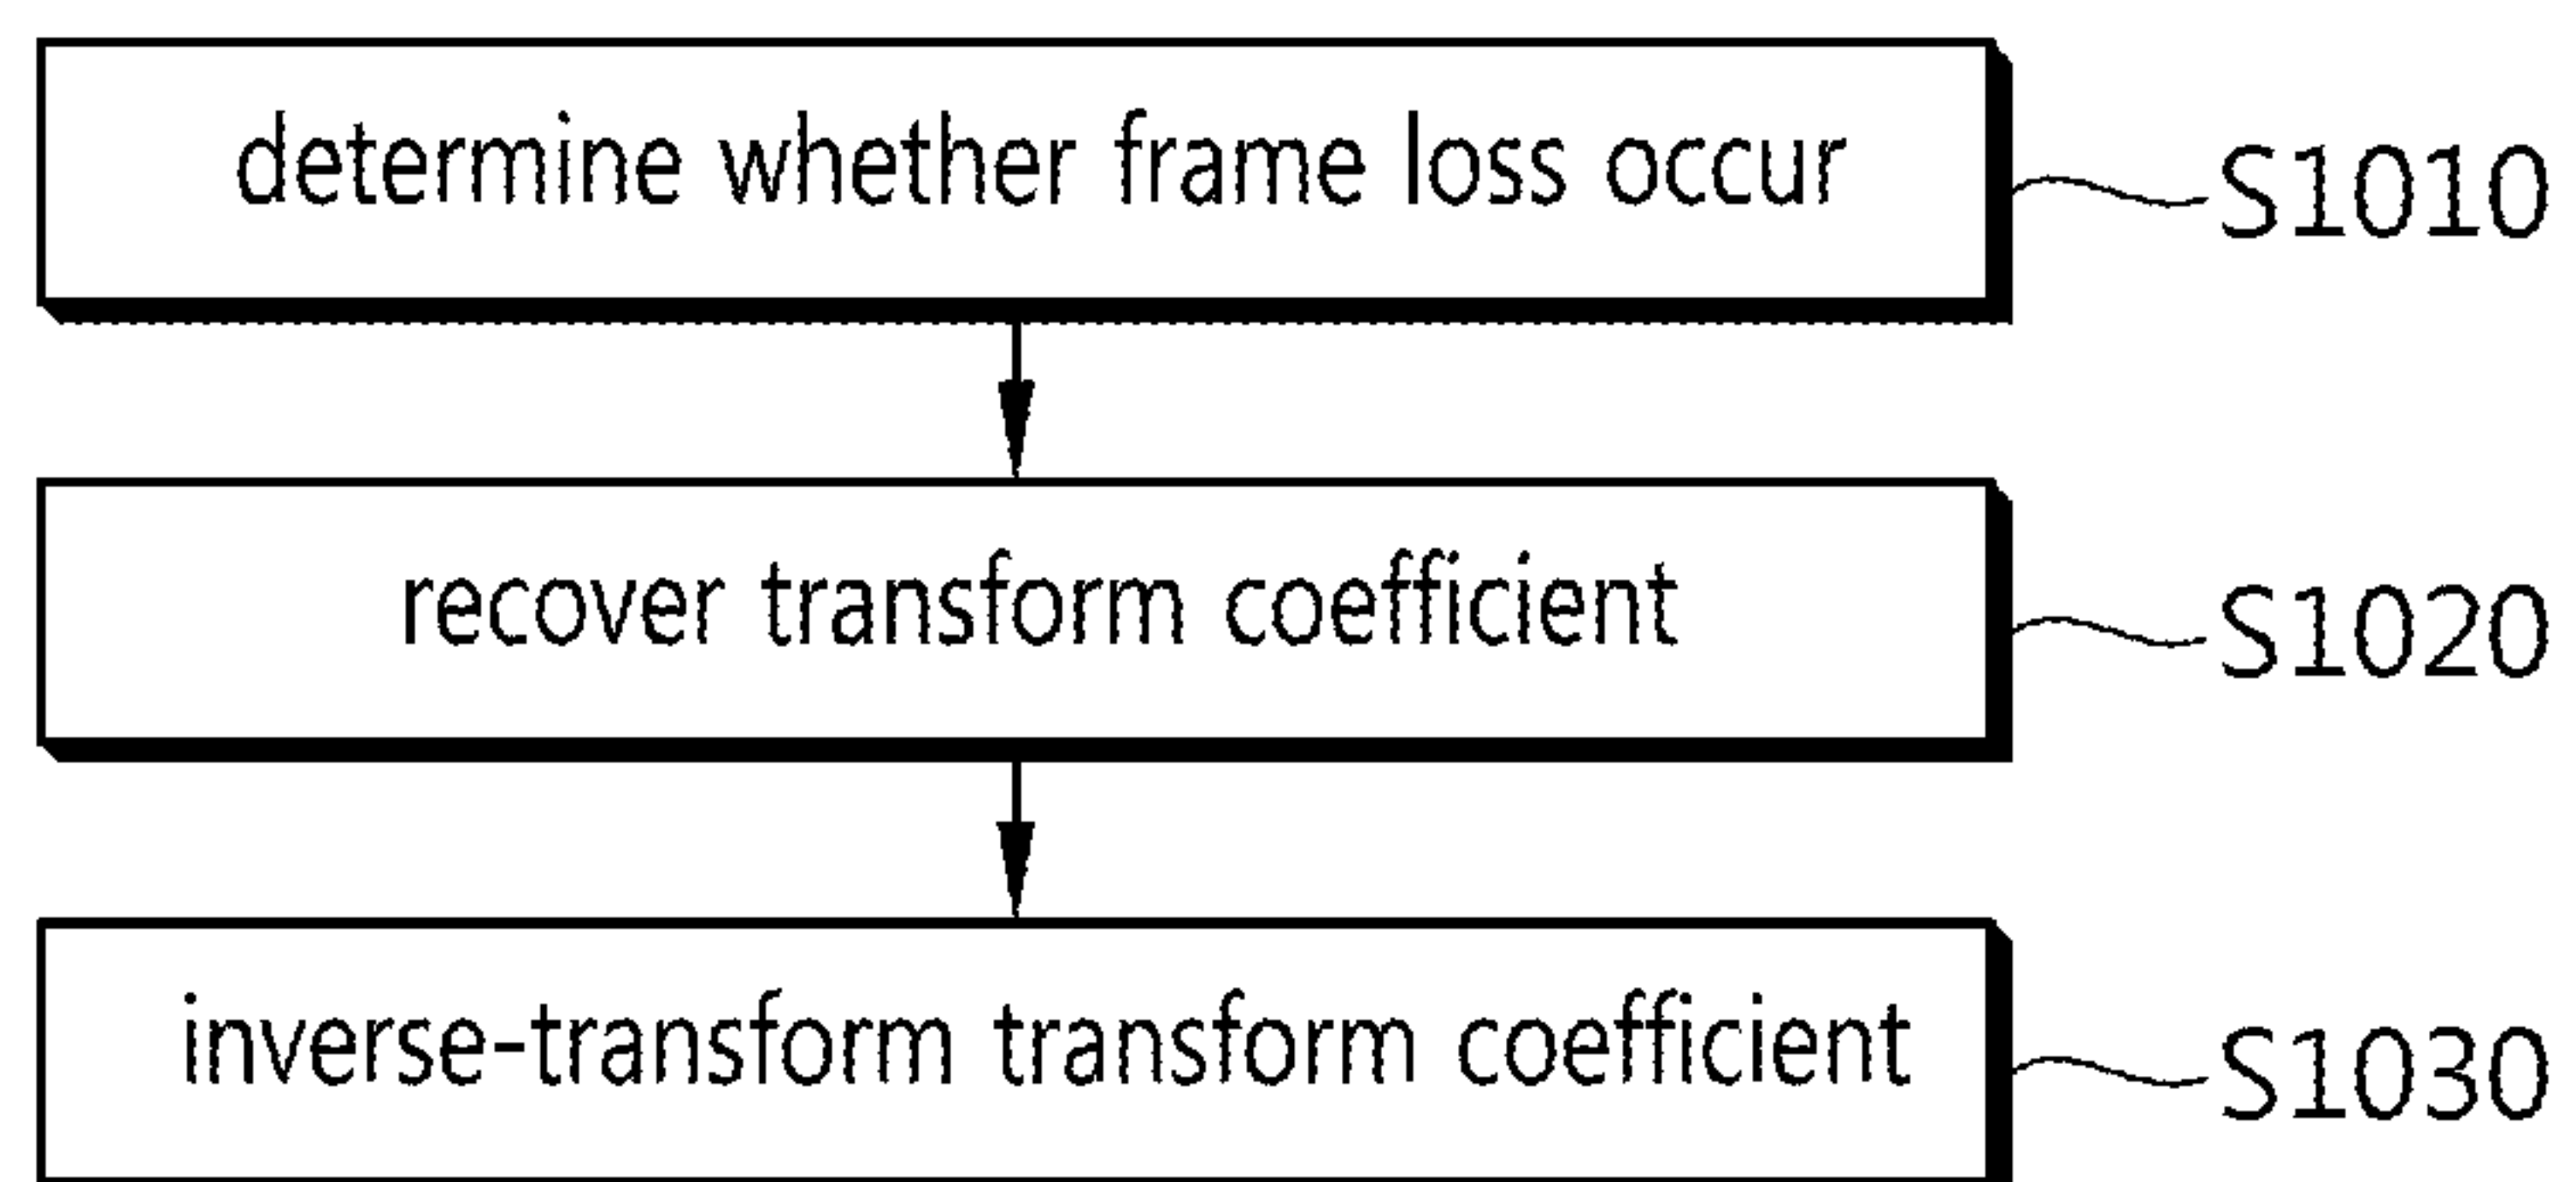 determine whether frame loss occur
S1010
recover transform coefficient
S1020
inverse-transform transform coefficient
S1030